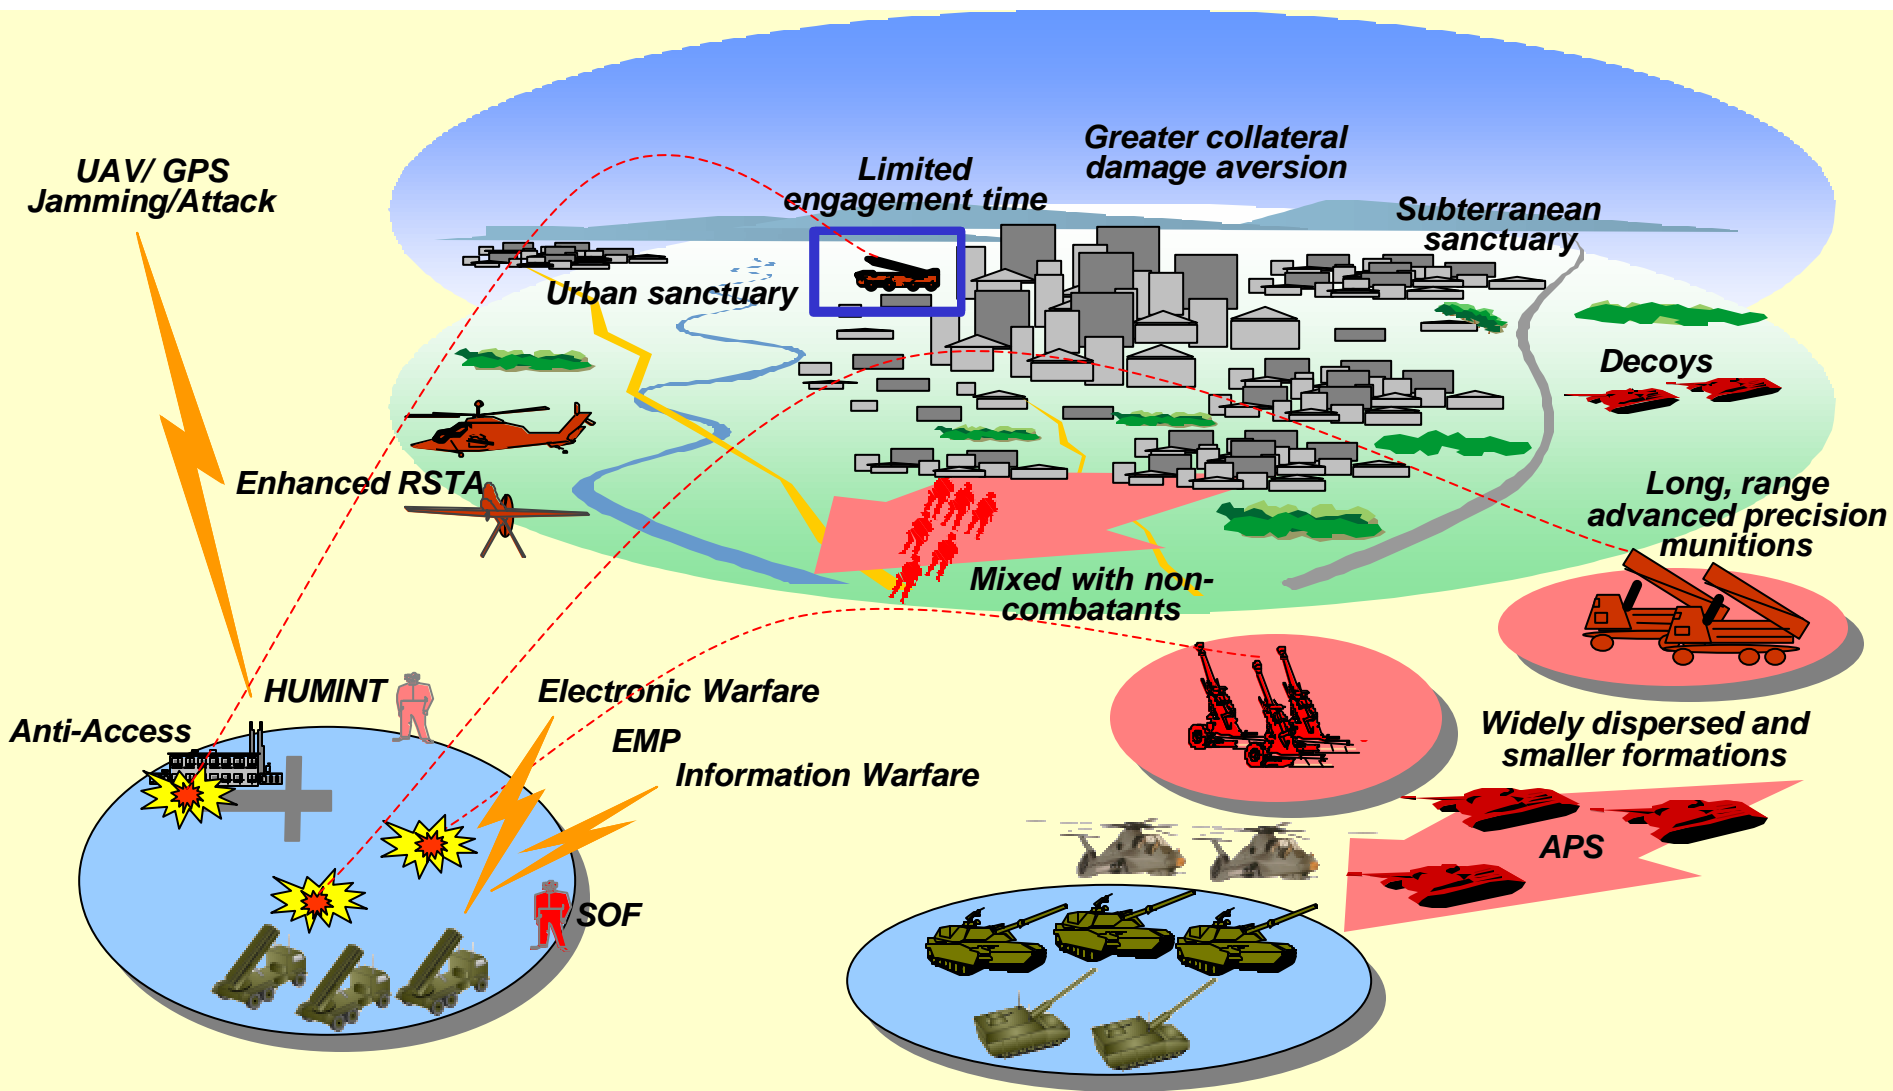 Greater collateral
damage aversion
UAV/ GPS
Jamming/Attack
Limited
engagement time
Subterranean
sanctuary
Urban sanctuary
Decoys
Enhanced RSTA
Long, range
advanced precision
munitions
Mixed with non-
combatants
HUMINT
Electronic Warfare
Anti-Access
EMP
Information Warfare
Widely dispersed and
smaller formations
APS
SOF